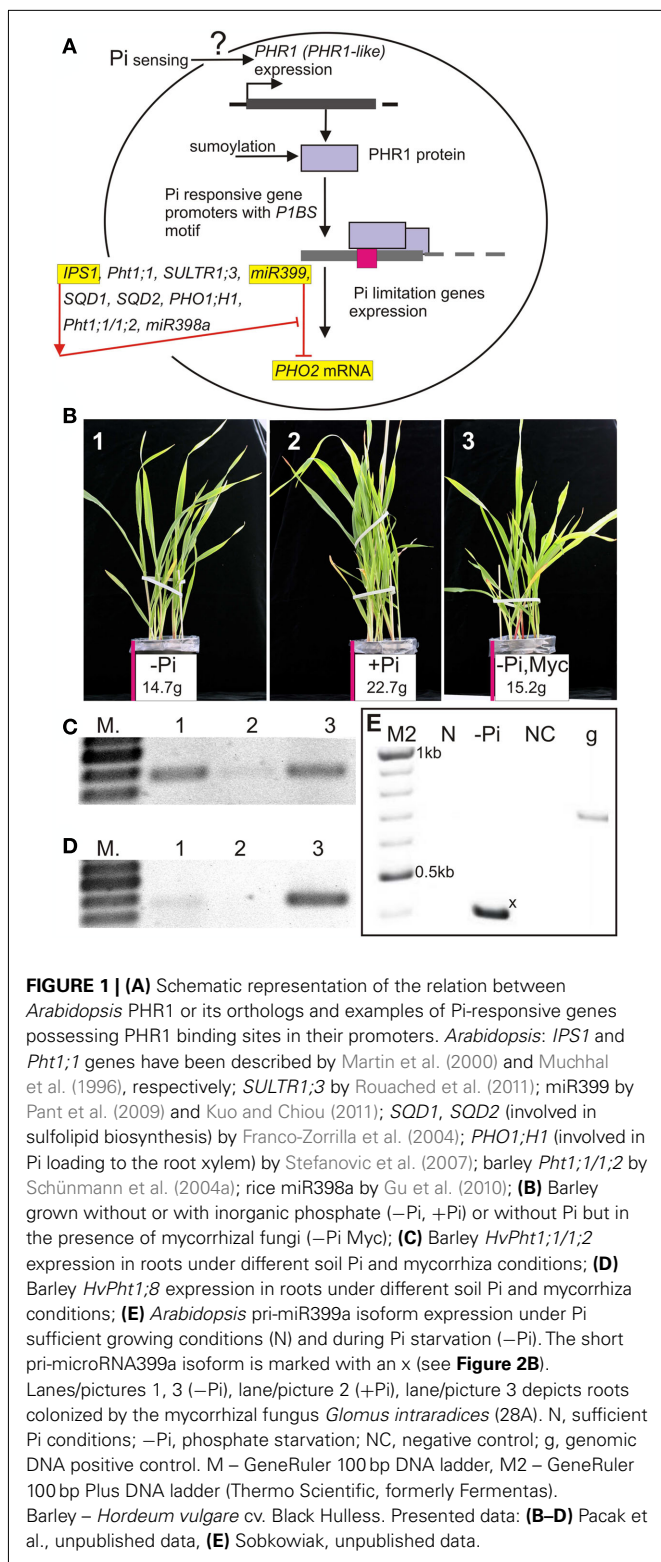 A
?
Pi sensing
PHR1 (PHR1-like)
expression
sumoylation
PHR1 protein
Pi responsive gene
promoters with P1BS
motif
IPS1, Pht1;1, SULTR1;3, miR399,
SQD1, SQD2, PHO1;H1,
Pht1;1/1;2, miR398a
Pi limitation genes
expression
PHO2 mRNA
B
1
2
3
-Pi
14.7g
+Pi
22.7g
-Pi,Myc
15.2g
C
M. 1 2 3
D
M. 1 2 3
E
M2 N -Pi NC g
1kb
0.5kb
x
FIGURE 1 | (A) Schematic representation of the relation between
Arabidopsis PHR1 or its orthologs and examples of Pi-responsive genes
possessing PHR1 binding sites in their promoters. Arabidopsis: IPS1 and
Pht1;1 genes have been described by Martin et al. (2000) and Muchhal
et al. (1996), respectively; SULTR1;3 by Rouached et al. (2011); miR399 by
Pant et al. (2009) and Kuo and Chiou (2011); SQD1, SQD2 (involved in
sulfolipid biosynthesis) by Franco-Zorrilla et al. (2004); PHO1;H1 (involved in
Pi loading to the root xylem) by Stefanovic et al. (2007); barley Pht1;1/1;2 by
Schünmann et al. (2004a); rice miR398a by Gu et al. (2010); (B) Barley
grown without or with inorganic phosphate (−Pi, +Pi) or without Pi but in
the presence of mycorrhizal fungi (−Pi Myc); (C) Barley HvPht1;1/1;2
expression in roots under different soil Pi and mycorrhiza conditions; (D)
Barley HvPht1;8 expression in roots under different soil Pi and mycorrhiza
conditions; (E) Arabidopsis pri-miR399a isoform expression under Pi
sufficient growing conditions (N) and during Pi starvation (−Pi). The short
pri-microRNA399a isoform is marked with an x (see Figure 2B).
Lanes/pictures 1, 3 (−Pi), lane/picture 2 (+Pi), lane/picture 3 depicts roots
colonized by the mycorrhizal fungus Glomus intraradices (28A). N, sufficient
Pi conditions; −Pi, phosphate starvation; NC, negative control; g, genomic
DNA positive control. M – GeneRuler 100 bp DNA ladder, M2 – GeneRuler
100 bp Plus DNA ladder (Thermo Scientific, formerly Fermentas).
Barley – Hordeum vulgare cv. Black Hulless. Presented data: (B–D) Pacak et
al., unpublished data, (E) Sobkowiak, unpublished data.